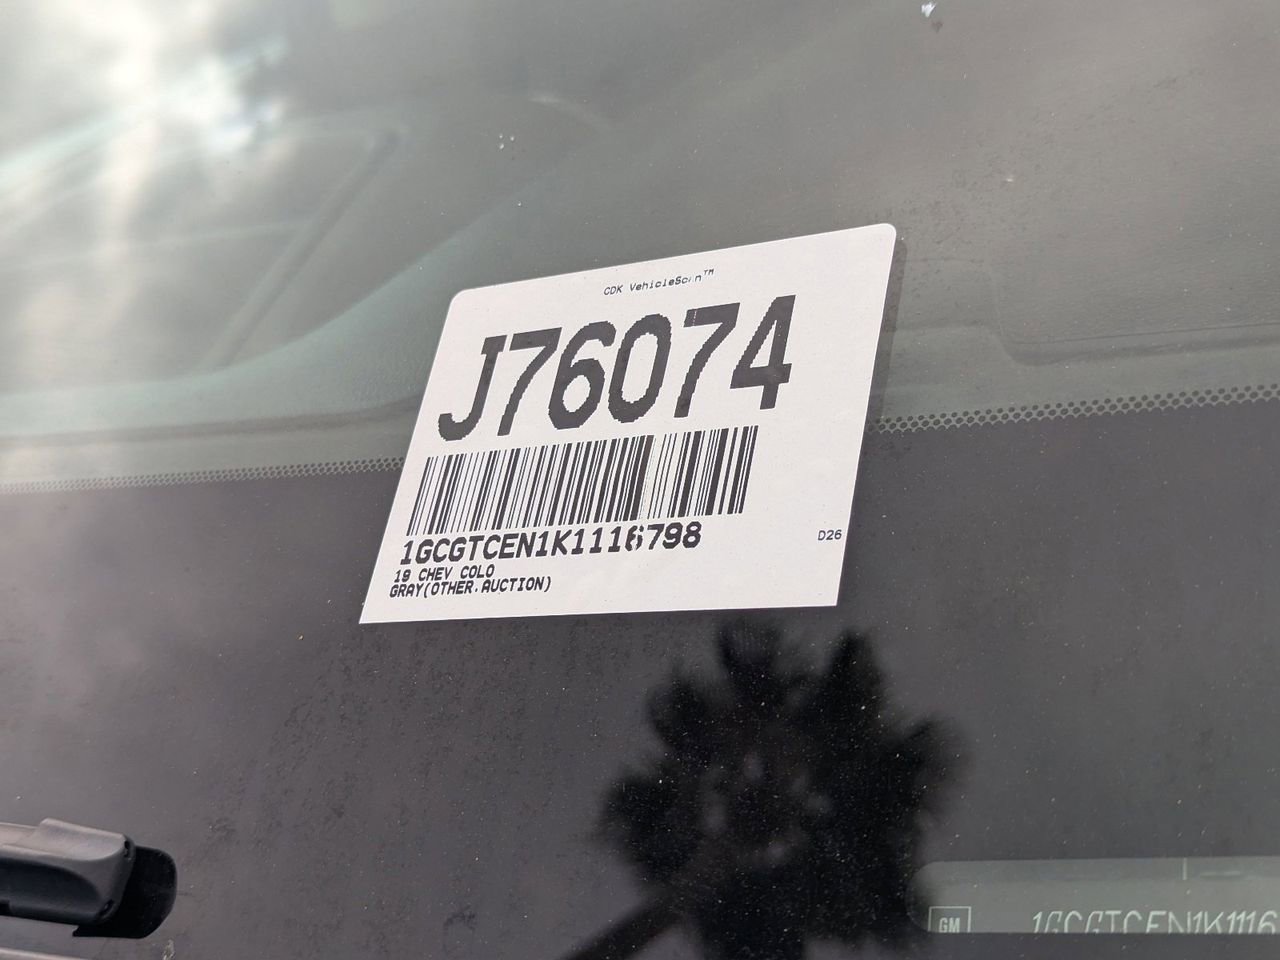 CDK VehicleScan™
J76074
1GCGTCEN1K1116798
D26
19 CHEV COLO
GRAY(OTHER.AUCTION)
GM 1GCGTCEN1K1116